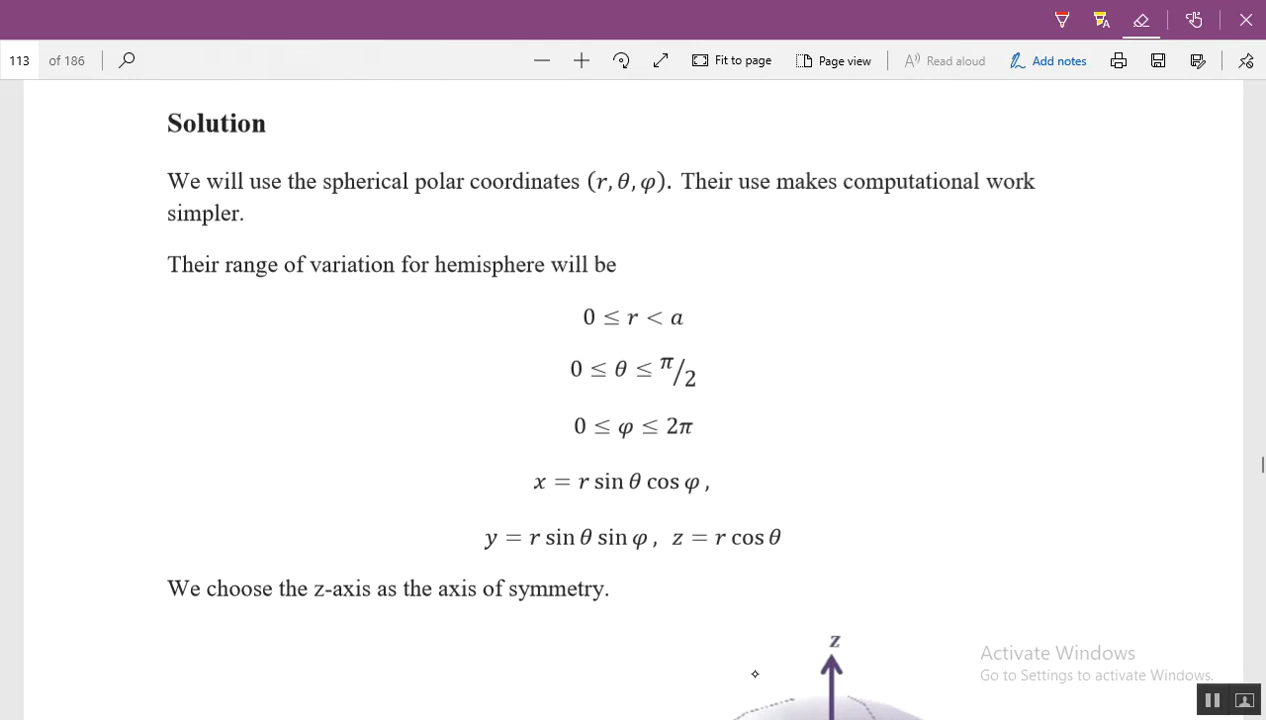 113 of 186 Fit to page Page view Read aloud Add notes
Solution
We will use the spherical polar coordinates (r, θ, φ). Their use makes computational work
simpler.
Their range of variation for hemisphere will be
0 ≤ r < a
0 ≤ θ ≤ π/2
0 ≤ φ ≤ 2π
x = r sin θ cos φ ,
y = r sin θ sin φ , z = r cos θ
We choose the z-axis as the axis of symmetry.
z
Activate Windows
Go to Settings to activate Windows.